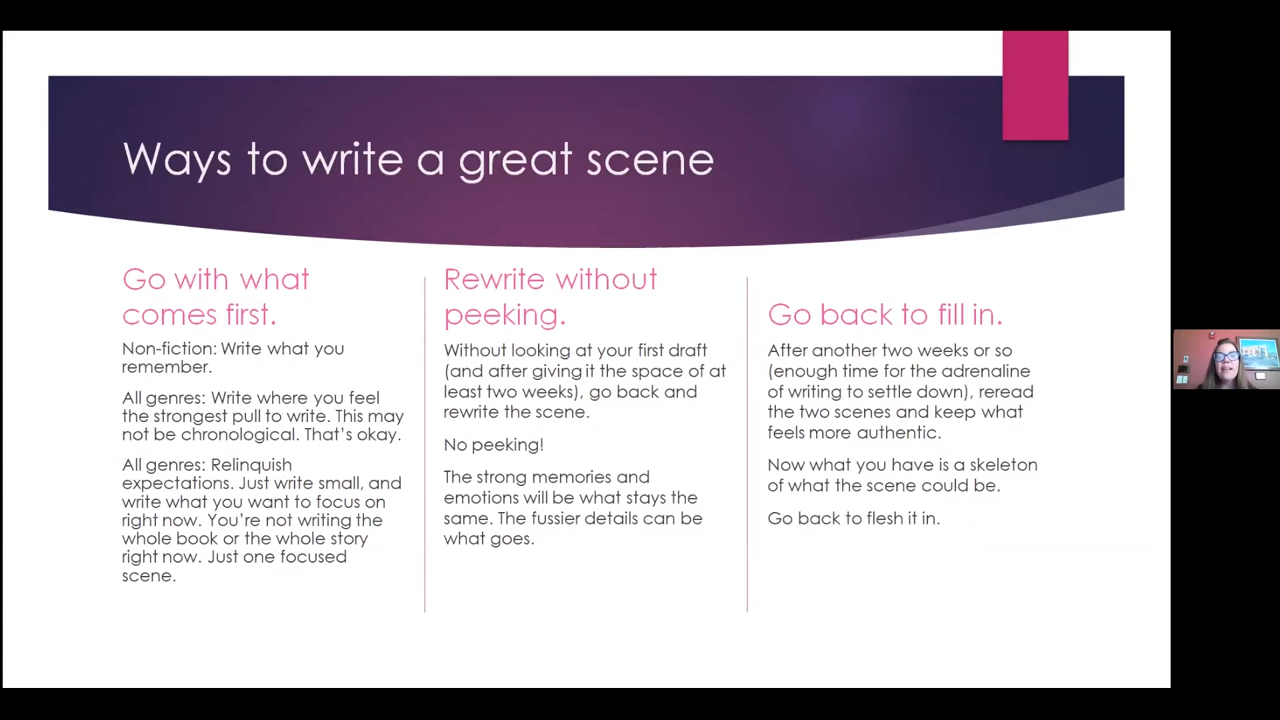 Ways to write a great scene
Go with what
comes first.
Non-fiction: Write what you
remember.
All genres: Write where you feel
the strongest pull to write. This may
not be chronological. That's okay.
All genres: Relinquish
expectations. Just write small, and
write what you want to focus on
right now. You're not writing the
whole book or the whole story
right now. Just one focused
scene.
Rewrite without
peeking.
Without looking at your first draft
(and after giving it the space of at
least two weeks), go back and
rewrite the scene.
No peeking!
The strong memories and
emotions will be what stays the
same. The fussier details can be
what goes.
Go back to fill in.
After another two weeks or so
(enough time for the adrenaline
of writing to settle down), reread
the two scenes and keep what
feels more authentic.
Now what you have is a skeleton
of what the scene could be.
Go back to flesh it in.